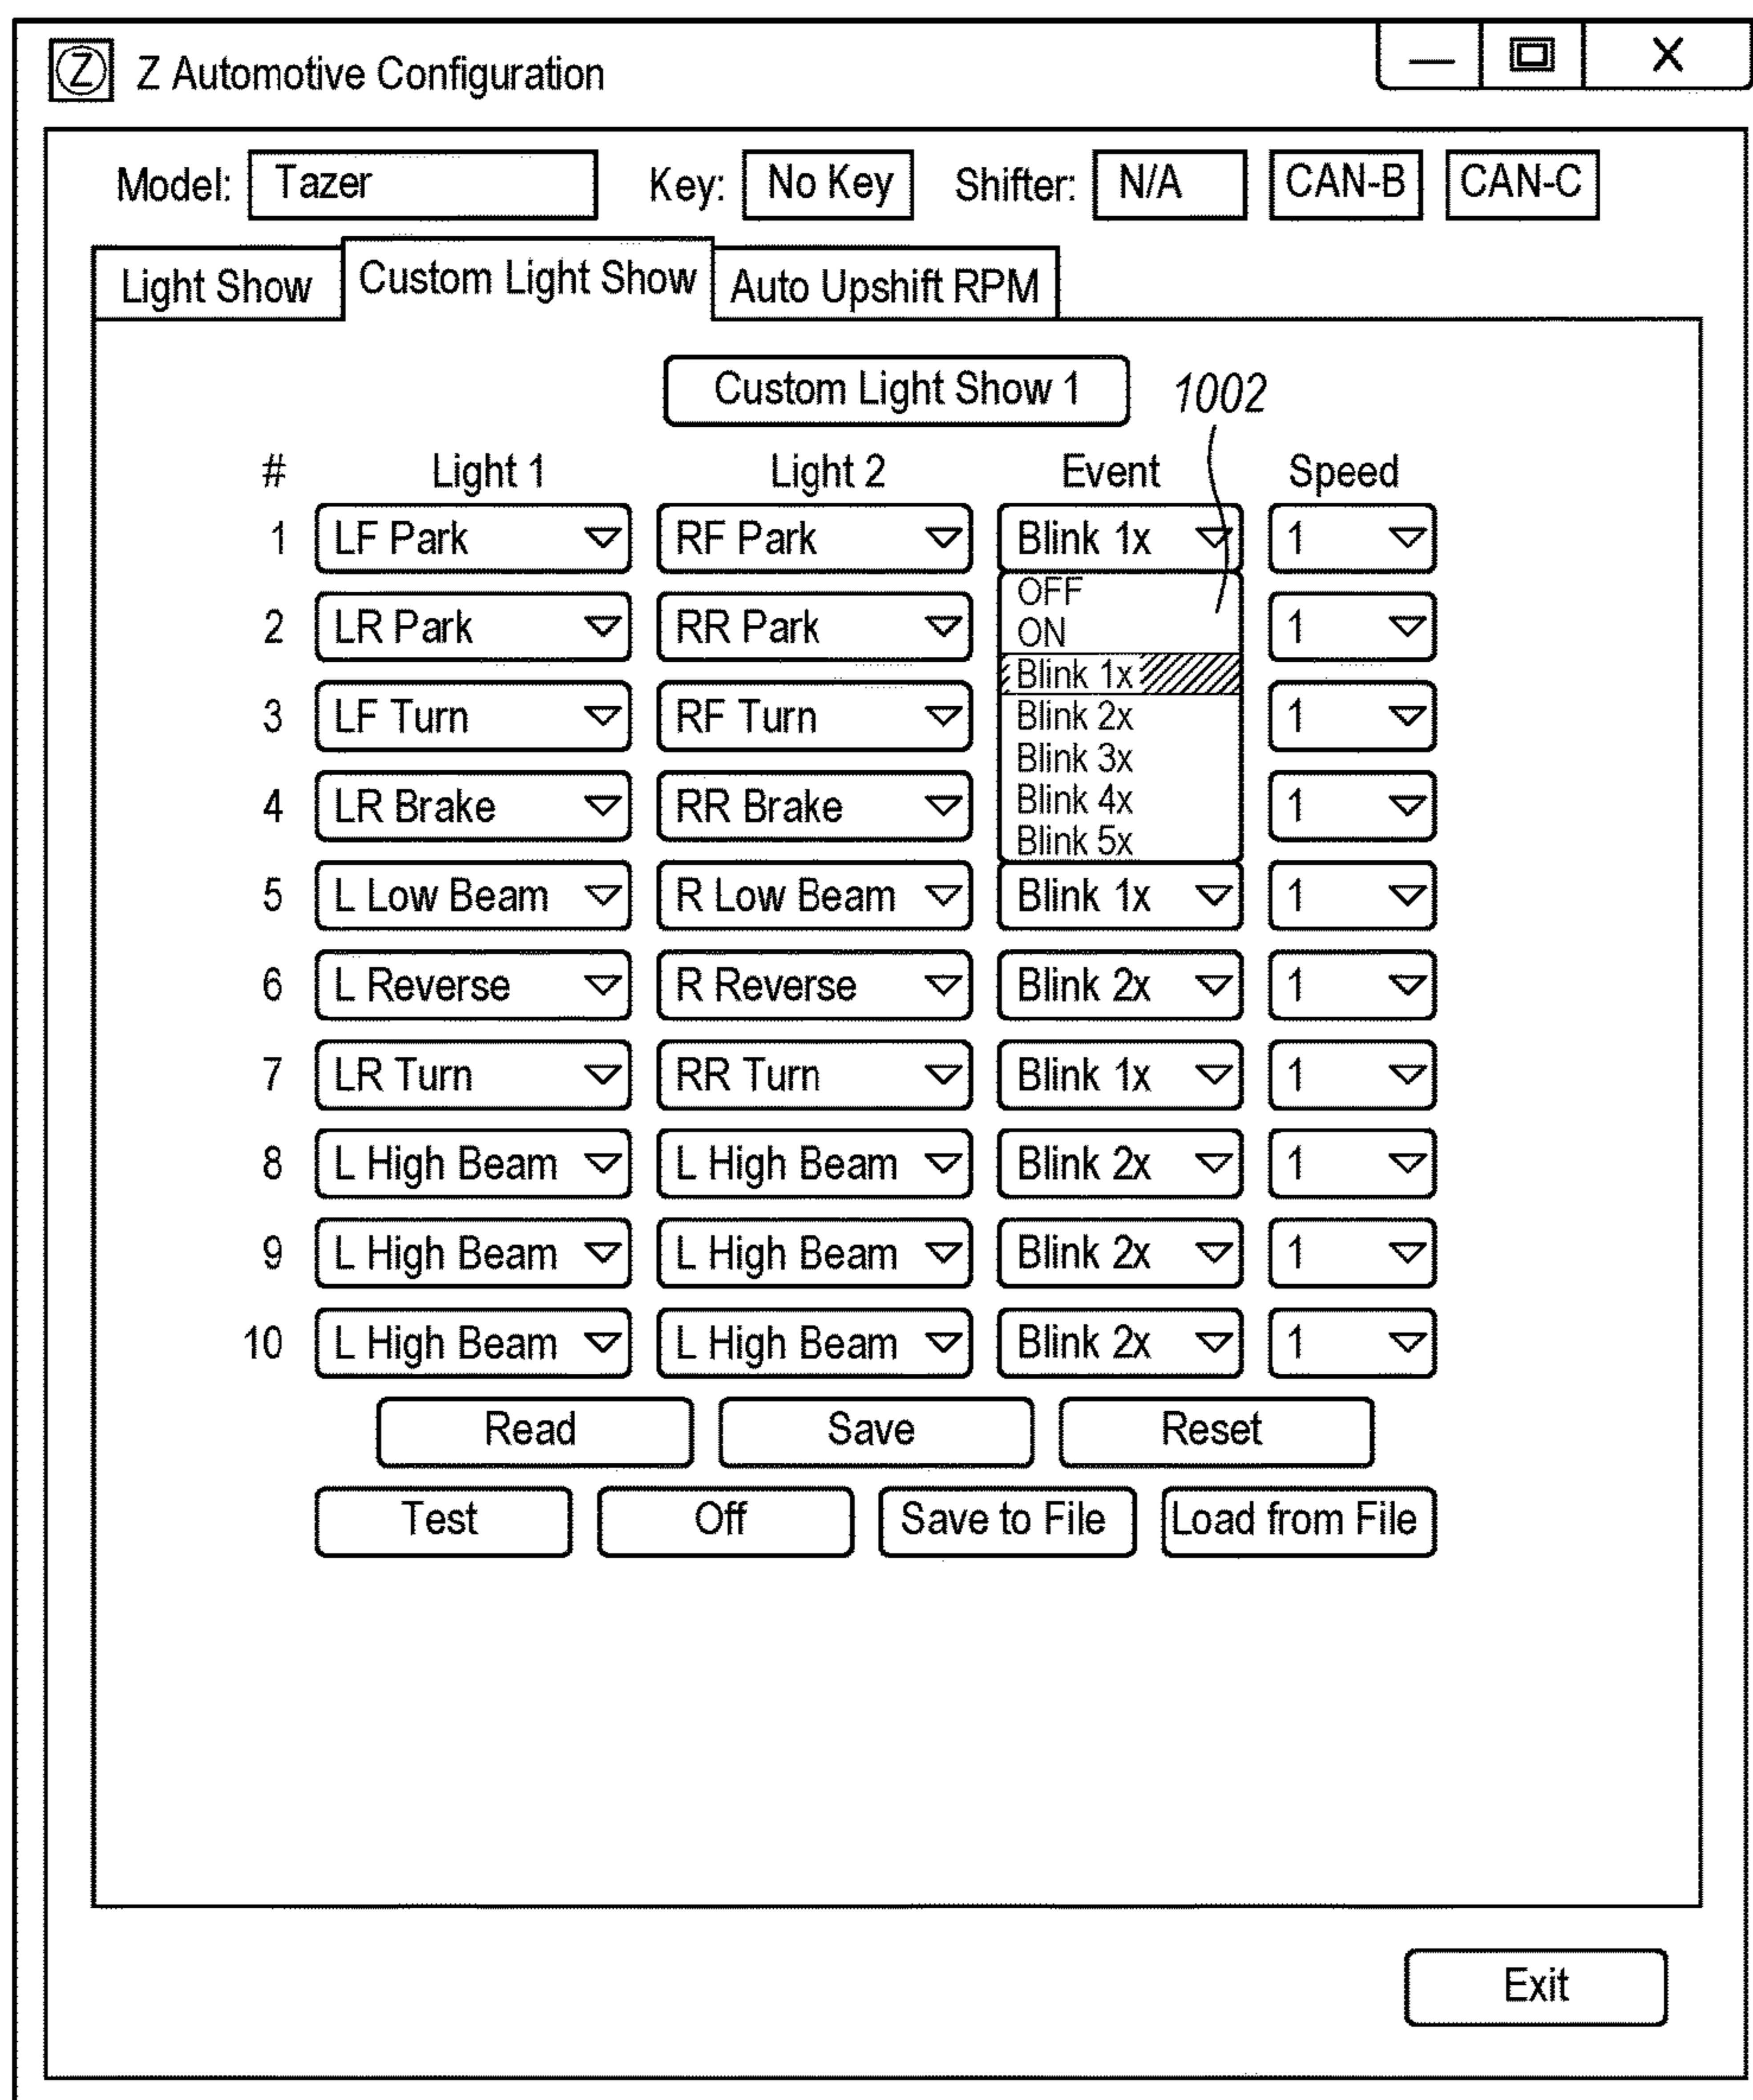 Z Z Automotive Configuration
Model: Tazer Key: No Key Shifter: N/A CAN-B CAN-C
Light Show Custom Light Show Auto Upshift RPM
Custom Light Show 1 1002
# Light 1 Light 2 Event Speed
1 LF Park RF Park Blink 1x 1
OFF
2 LR Park RR Park ON 1
Blink 1x
3 LF Turn RF Turn Blink 2x 1
Blink 3x
4 LR Brake RR Brake Blink 4x 1
Blink 5x
5 L Low Beam R Low Beam Blink 1x 1
6 L Reverse R Reverse Blink 2x 1
7 LR Turn RR Turn Blink 1x 1
8 L High Beam L High Beam Blink 2x 1
9 L High Beam L High Beam Blink 2x 1
10 L High Beam L High Beam Blink 2x 1
Read Save Reset
Test Off Save to File Load from File
Exit